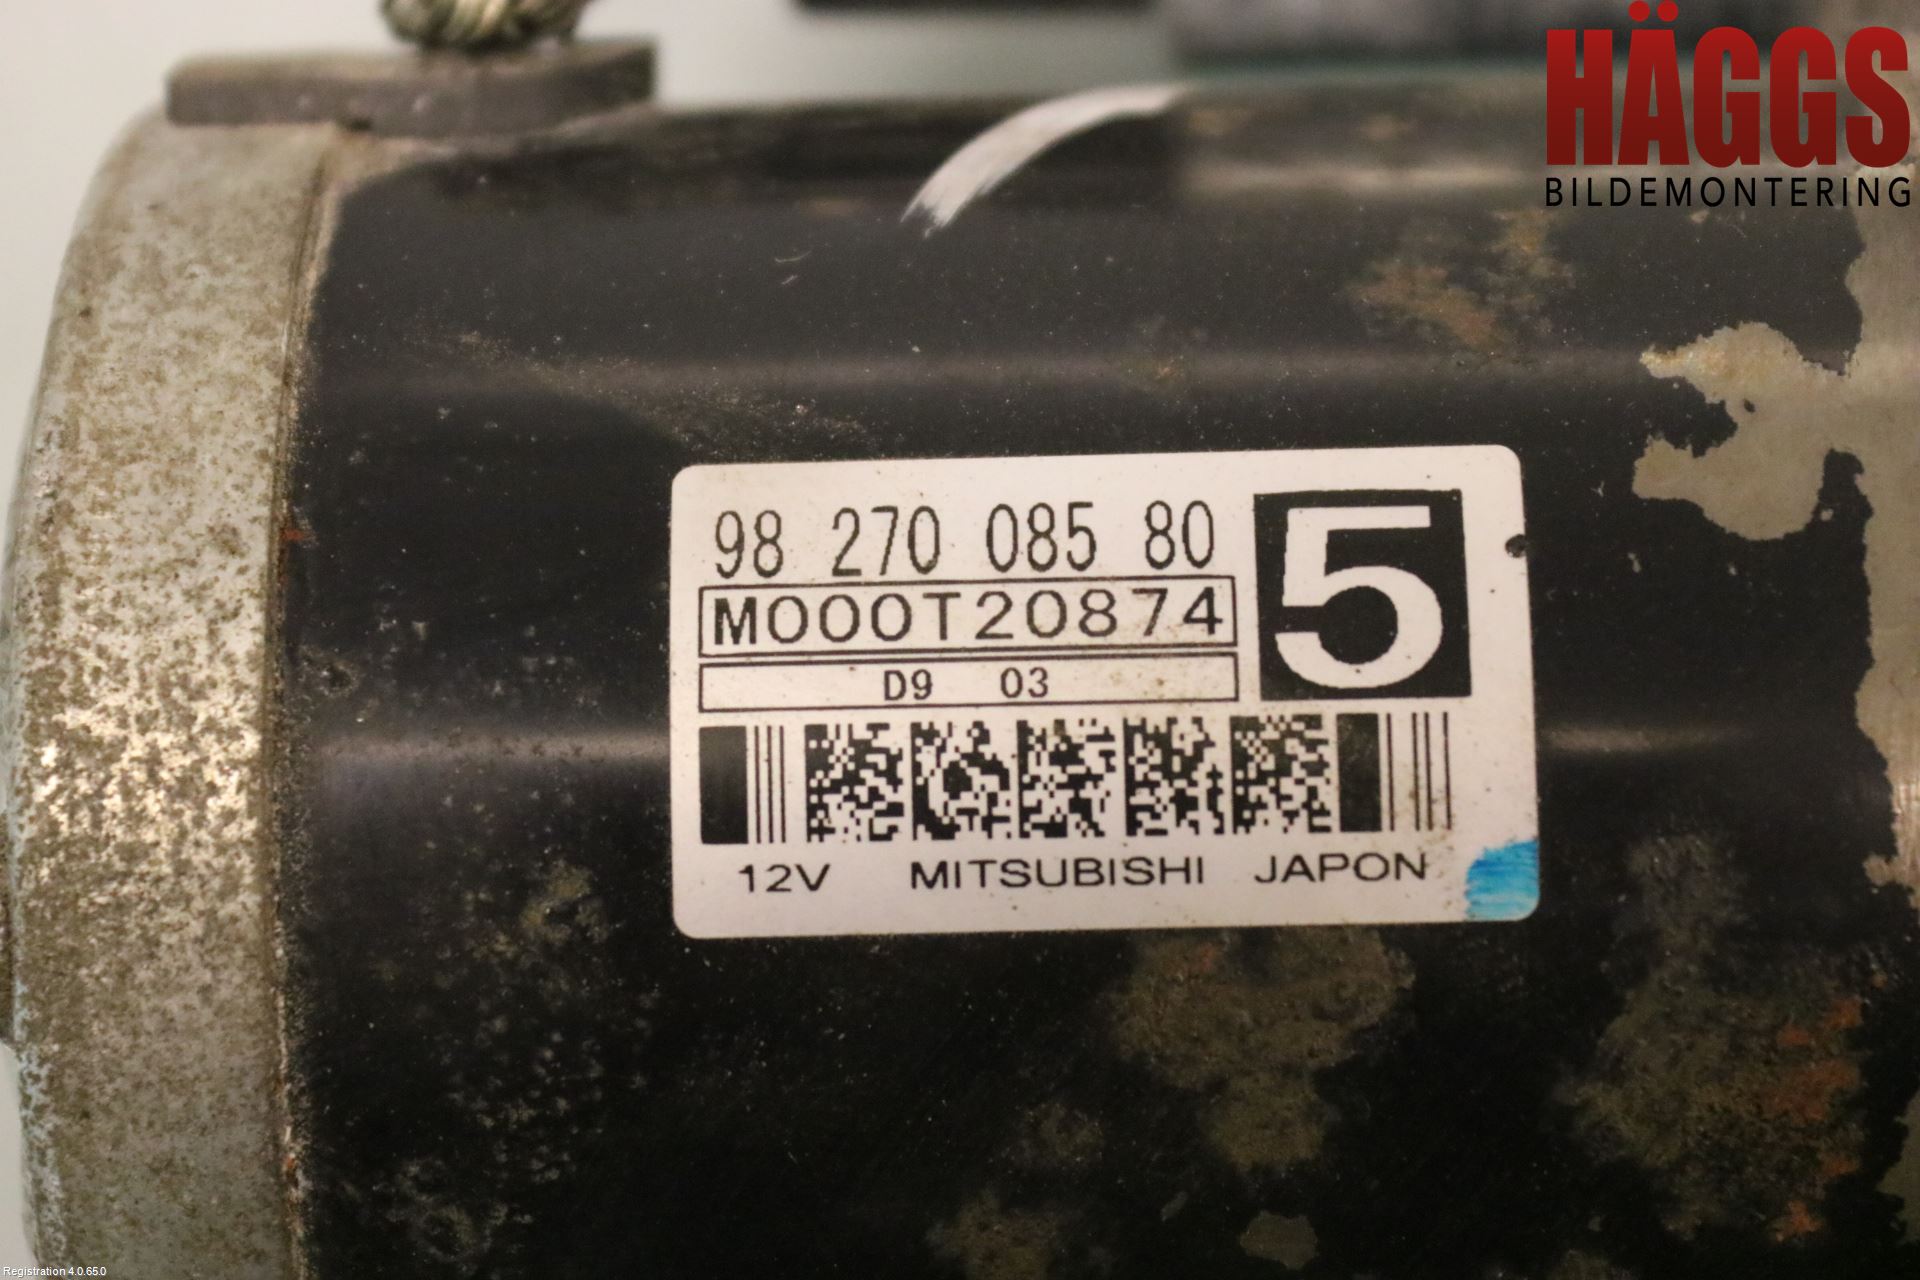 HÄGGS
BILDEMONTERING
98 270 085 80
5
M000T20874
D9 03
12V MITSUBISHI JAPON
Registration 4.0.65.0